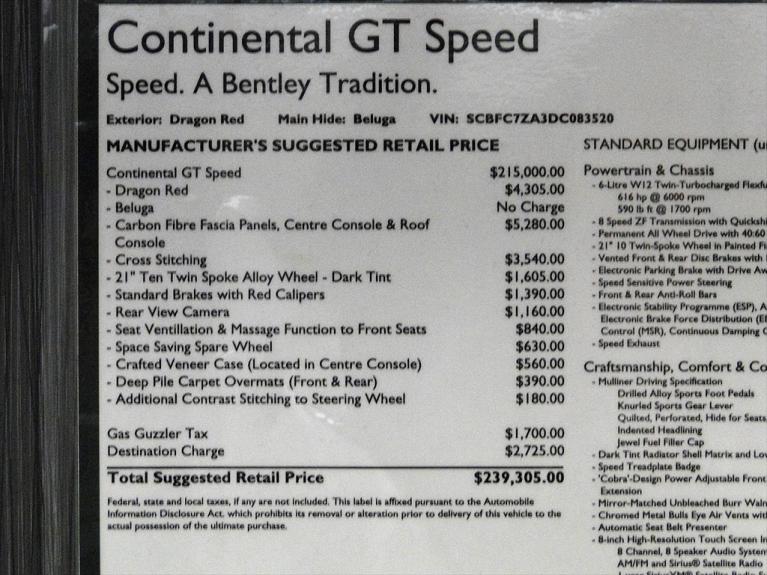 Continental GT Speed
Speed. A Bentley Tradition.
Exterior: Dragon Red Main Hide: Beluga VIN: SCBFC7ZA3DC083520
MANUFACTURER'S SUGGESTED RETAIL PRICE
Continental GT Speed $215,000.00
- Dragon Red $4,305.00
- Beluga No Charge
- Carbon Fibre Fascia Panels, Centre Console & Roof $5,280.00
Console
- Cross Stitching $3,540.00
- 21" Ten Twin Spoke Alloy Wheel - Dark Tint $1,605.00
- Standard Brakes with Red Calipers $1,390.00
- Rear View Camera $1,160.00
- Seat Ventillation & Massage Function to Front Seats $840.00
- Space Saving Spare Wheel $630.00
- Crafted Veneer Case (Located in Centre Console) $560.00
- Deep Pile Carpet Overmats (Front & Rear) $390.00
- Additional Contrast Stitching to Steering Wheel $180.00
Gas Guzzler Tax $1,700.00
Destination Charge $2,725.00
Total Suggested Retail Price $239,305.00
Federal, state and local taxes, if any are not included. This label is affixed pursuant to the Automobile
Information Disclosure Act. which prohibits its removal or alteration prior to delivery of this vehicle to the
actual possession of the ultimate purchase.
STANDARD EQUIPMENT
Powertrain & Chassis
- 6-Litre W12 Twin-Turbocharged
616 hp @ 6000 rpm
590 lb ft @ 1700 rpm
- 8 Speed ZF Transmission with
- Permanent All Wheel Drive with 40:60
- 21" 10 Twin-Spoke Wheel in Painted
- Vented Front & Rear Disc Brakes with
- Electronic Parking Brake with Drive
- Speed Sensitive Power Steering
- Front & Rear Anti-Roll Bars
- Electronic Stability Programme (ESP),
Electronic Brake Force Distribution
Control (MSR), Continuous Damping
- Speed Exhaust
Craftsmanship, Comfort &
- Mulliner Driving Specification
Drilled Alloy Sports Foot Pedals
Knurled Sports Gear Lever
Quilted, Perforated, Hide for Seats
Indented Headlining
Jewel Fuel Filler Cap
- Dark Tint Radiator Shell Matrix and
- Speed Treadplate Badge
- 'Cobra'-Design Power Adjustable Front
Extension
- Mirror-Matched Unbleached Burr
- Chromed Metal Bulls Eye Air Vents
- Automatic Seat Belt Presenter
- 8-inch High-Resolution Touch Screen
8 Channel, 8 Speaker Audio System
AM/FM and Sirius® Satellite Radio